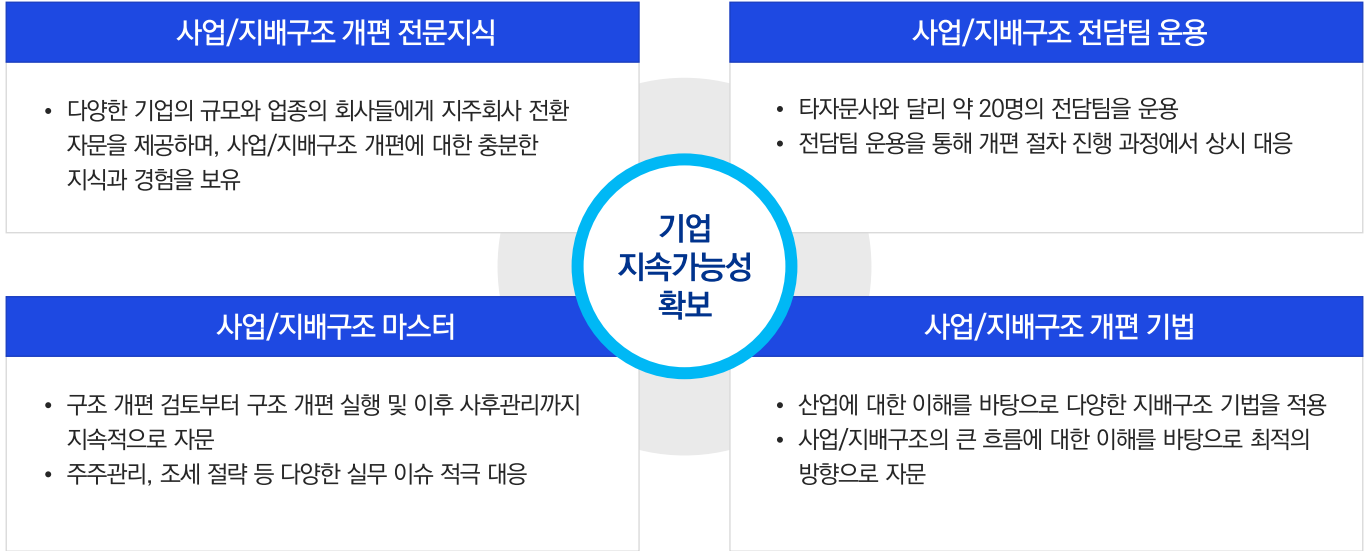 사업/지배구조 개편 전문지식
• 다양한 기업의 규모와 업종의 회사들에게 지주회사 전환
자문을 제공하며, 사업/지배구조 개편에 대한 충분한
지식과 경험을 보유
사업/지배구조 전담팀 운용
• 타자문사와 달리 약 20명의 전담팀을 운용
• 전담팀 운용을 통해 개편 절차 진행 과정에서 상시 대응
기업
지속가능성
확보
사업/지배구조 마스터
• 구조 개편 검토부터 구조 개편 실행 및 이후 사후관리까지
지속적으로 자문
• 주주관리, 조세 절략 등 다양한 실무 이슈 적극 대응
사업/지배구조 개편 기법
• 산업에 대한 이해를 바탕으로 다양한 지배구조 기법을 적용
• 사업/지배구조의 큰 흐름에 대한 이해를 바탕으로 최적의
방향으로 자문